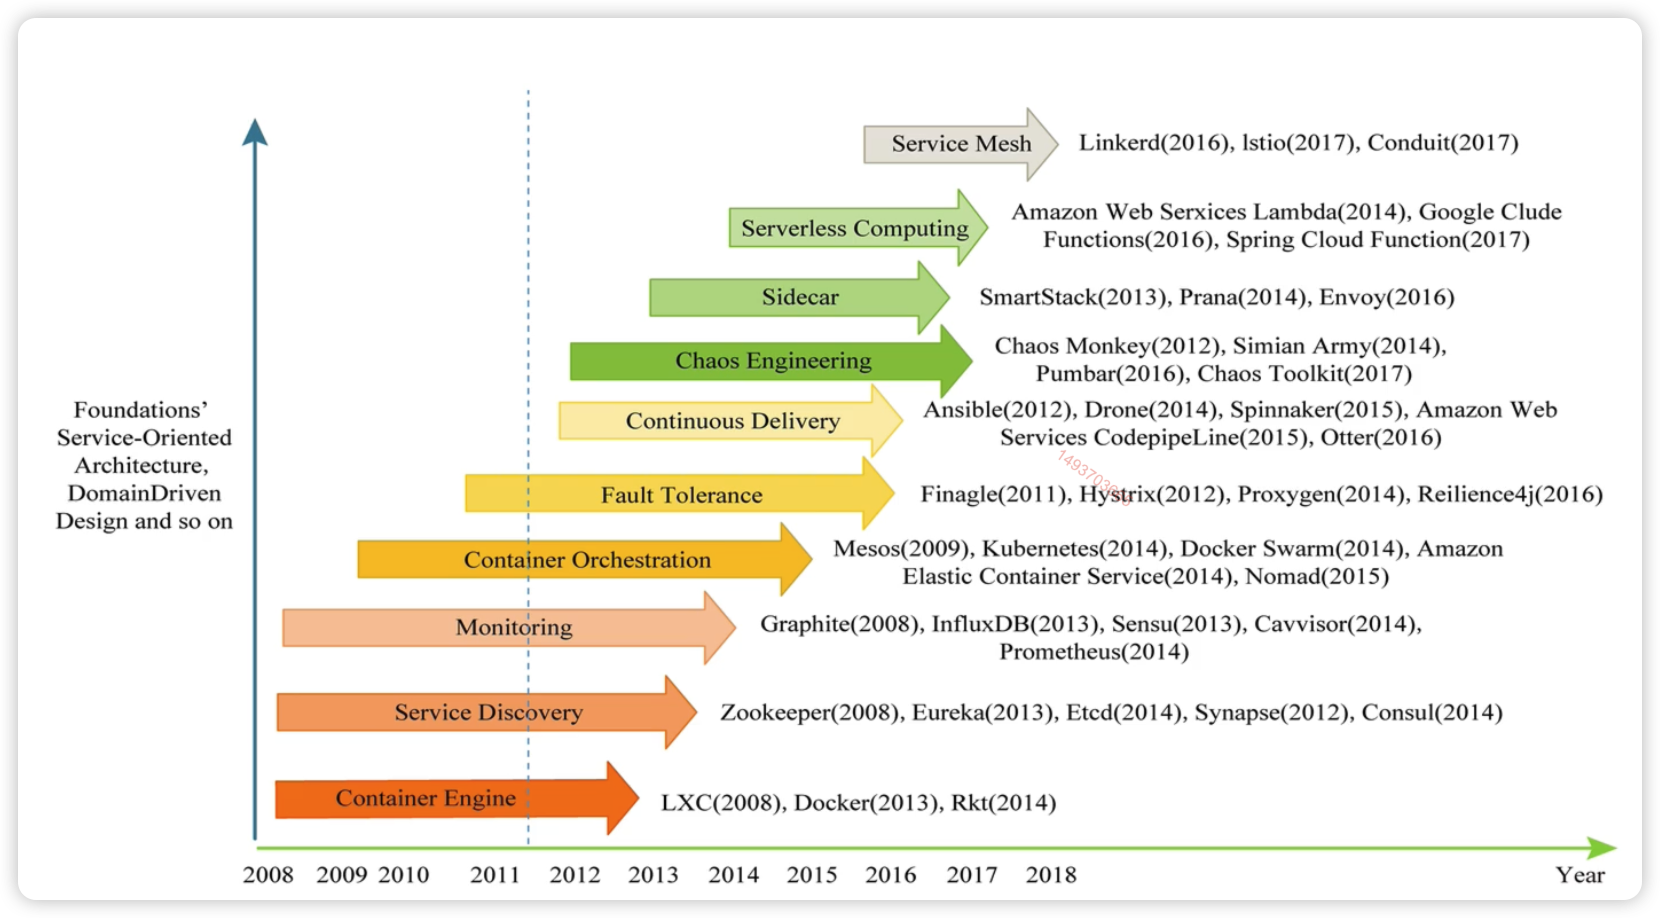 Service Mesh
Linkerd(2016), lstio(2017), Conduit(2017)
Serverless Computing
Amazon Web Serxices Lambda(2014), Google Clude
Functions(2016), Spring Cloud Function(2017)
Sidecar
SmartStack(2013), Prana(2014), Envoy(2016)
Chaos Engineering
Chaos Monkey(2012), Simian Army(2014),
Pumbar(2016), Chaos Toolkit(2017)
Continuous Delivery
Ansible(2012), Drone(2014), Spinnaker(2015), Amazon Web
Services CodepipeLine(2015), Otter(2016)
Foundations’
Service-Oriented
Architecture,
DomainDriven
Design and so on
Fault Tolerance
Finagle(2011), Hystrix(2012), Proxygen(2014), Reilience4j(2016)
Container Orchestration
Mesos(2009), Kubernetes(2014), Docker Swarm(2014), Amazon
Elastic Container Service(2014), Nomad(2015)
Monitoring
Graphite(2008), InfluxDB(2013), Sensu(2013), Cavvisor(2014),
Prometheus(2014)
Service Discovery
Zookeeper(2008), Eureka(2013), Etcd(2014), Synapse(2012), Consul(2014)
Container Engine
LXC(2008), Docker(2013), Rkt(2014)
2008 2009 2010 2011 2012 2013 2014 2015 2016 2017 2018 Year